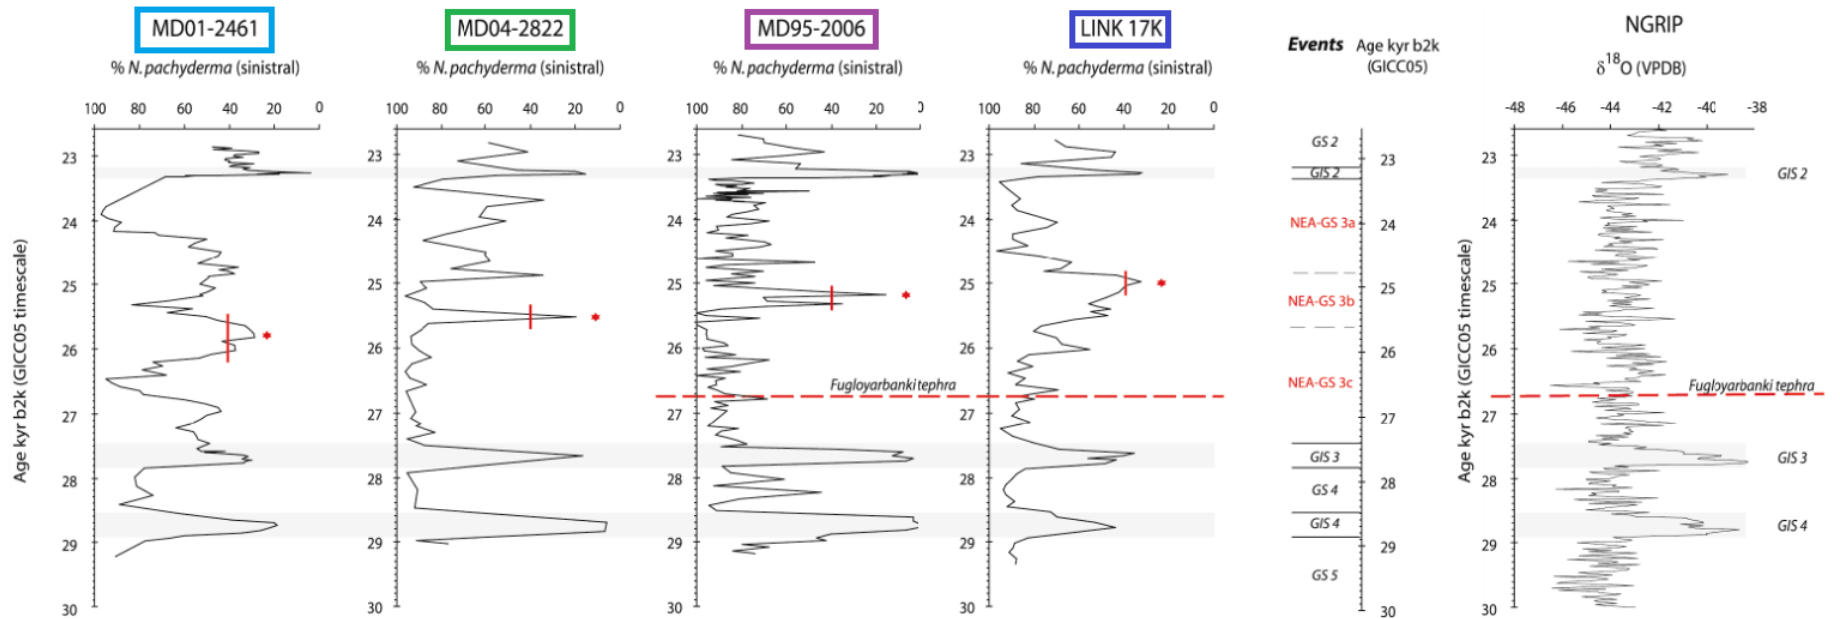 MD01-2461
MD04-2822
MD95-2006
LINK 17K
NGRIP
Events
Age kyr b2k
(GICC05)
% N. pachyderma (sinistral)
% N. pachyderma (sinistral)
% N. pachyderma (sinistral)
% N. pachyderma (sinistral)
δ18O (VPDB)
100 80 60 40 20 0
100 80 60 40 20 0
100 80 60 40 20 0
100 80 60 40 20 0
-48 -46 -44 -42 -40 -38
Age kyr b2k (GICC05 timescale)
23
24
25
26
27
28
29
30
*
23
24
25
26
27
28
29
30
*
23
24
25
26
27
28
29
30
*
Fugloyarbanki tephra
23
24
25
26
27
28
29
30
*
GS 2
GIS 2
NEA-GS 3a
NEA-GS 3b
NEA-GS 3c
GIS 3
GS 4
GIS 4
GS 5
23
24
25
26
27
28
29
30
Age kyr b2k (GICC05 timescale)
23
24
25
26
27
28
29
30
GIS 2
Fugloyarbanki tephra
GIS 3
GIS 4